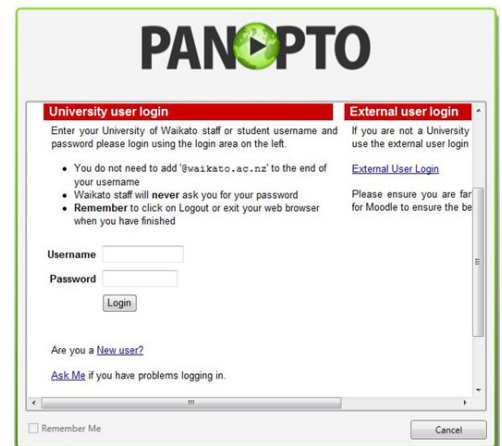 PANOPTO
University user login
Enter your University of Waikato staff or student username and
password please login using the login area on the left.
You do not need to add '@waikato.ac.nz' to the end of
your username
Waikato staff will never ask you for your password
Remember to click on Logout or exit your web browser
when you have finished
Username
Password
Login
Are you a New user?
Ask Me if you have problems logging in.
External user login
If you are not a University
use the external user login
External User Login
Please ensure you are
for Moodle to ensure the
Remember Me
Cancel